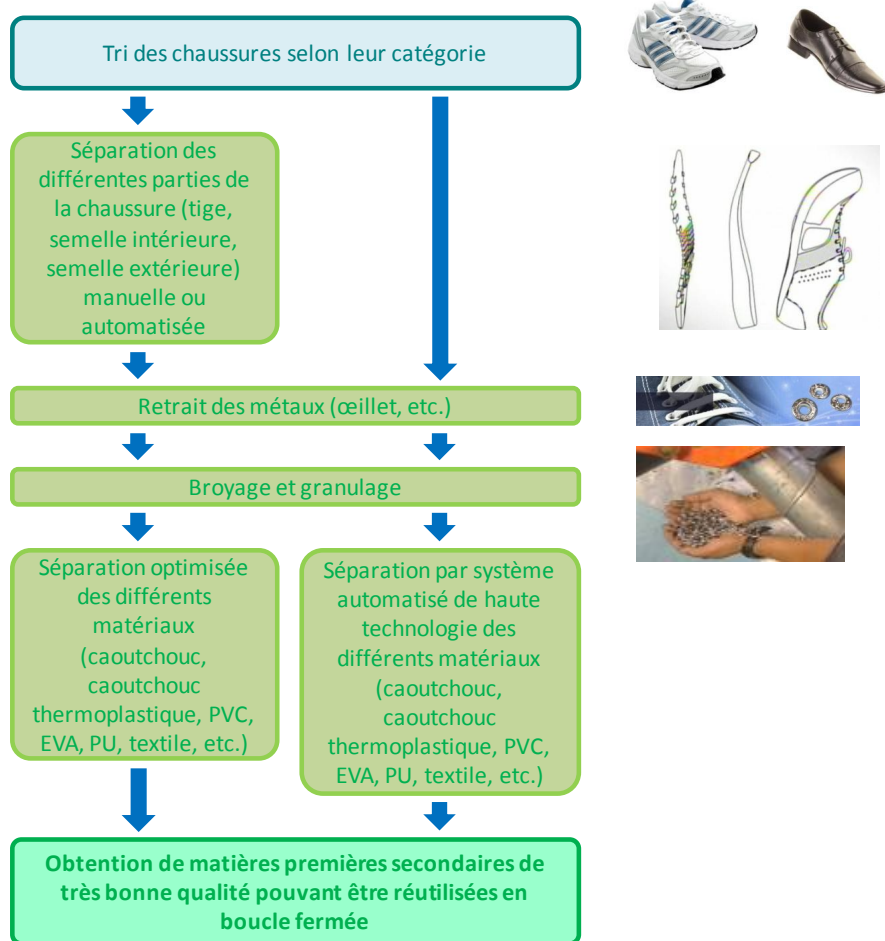 Tri des chaussures selon leur catégorie
Séparation des
différentes parties de
la chaussure (tige,
semelle intérieure,
semelle extérieure)
manuelle ou
automatisée
Retrait des métaux (œillet, etc.)
Broyage et granulage
Séparation optimisée
des différents
matériaux
(caoutchouc,
caoutchouc
thermoplastique, PVC,
EVA, PU, textile, etc.)
Séparation par système
automatisé de haute
technologie des
différents matériaux
(caoutchouc,
caoutchouc
thermoplastique, PVC,
EVA, PU, textile, etc.)
Obtention de matières premières secondaires de
très bonne qualité pouvant être réutilisées en
boucle fermée